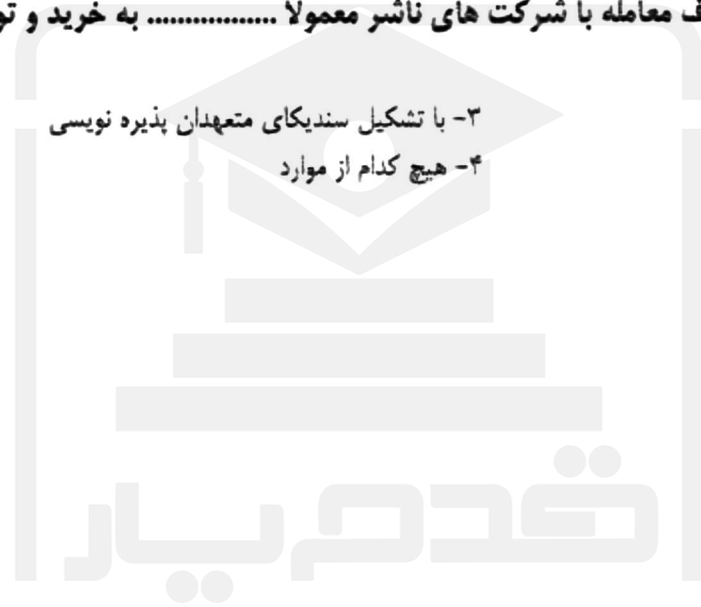 ف معامله با شرکت های ناشر معمولا ................. به خرید و تو
۳- با تشکیل سندیکای متعهدان پذیره نویسی
۴- هیچ کدام از موارد
قدم یار